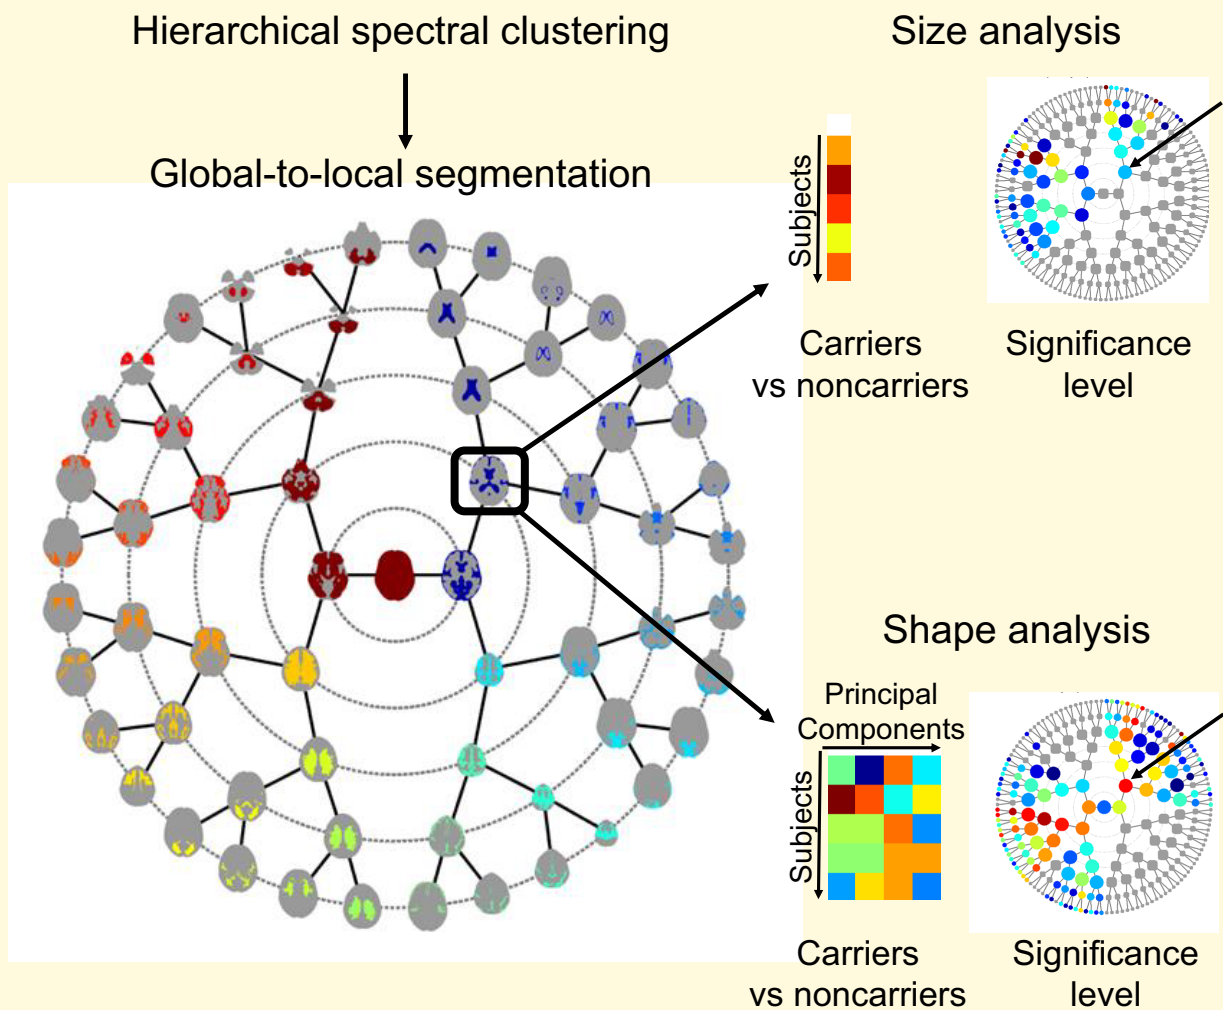 Hierarchical spectral clustering
Global-to-local segmentation
Size analysis
Subjects
Carriers
vs noncarriers
Significance
level
Shape analysis
Principal
Components
Subjects
Carriers
vs noncarriers
Significance
level